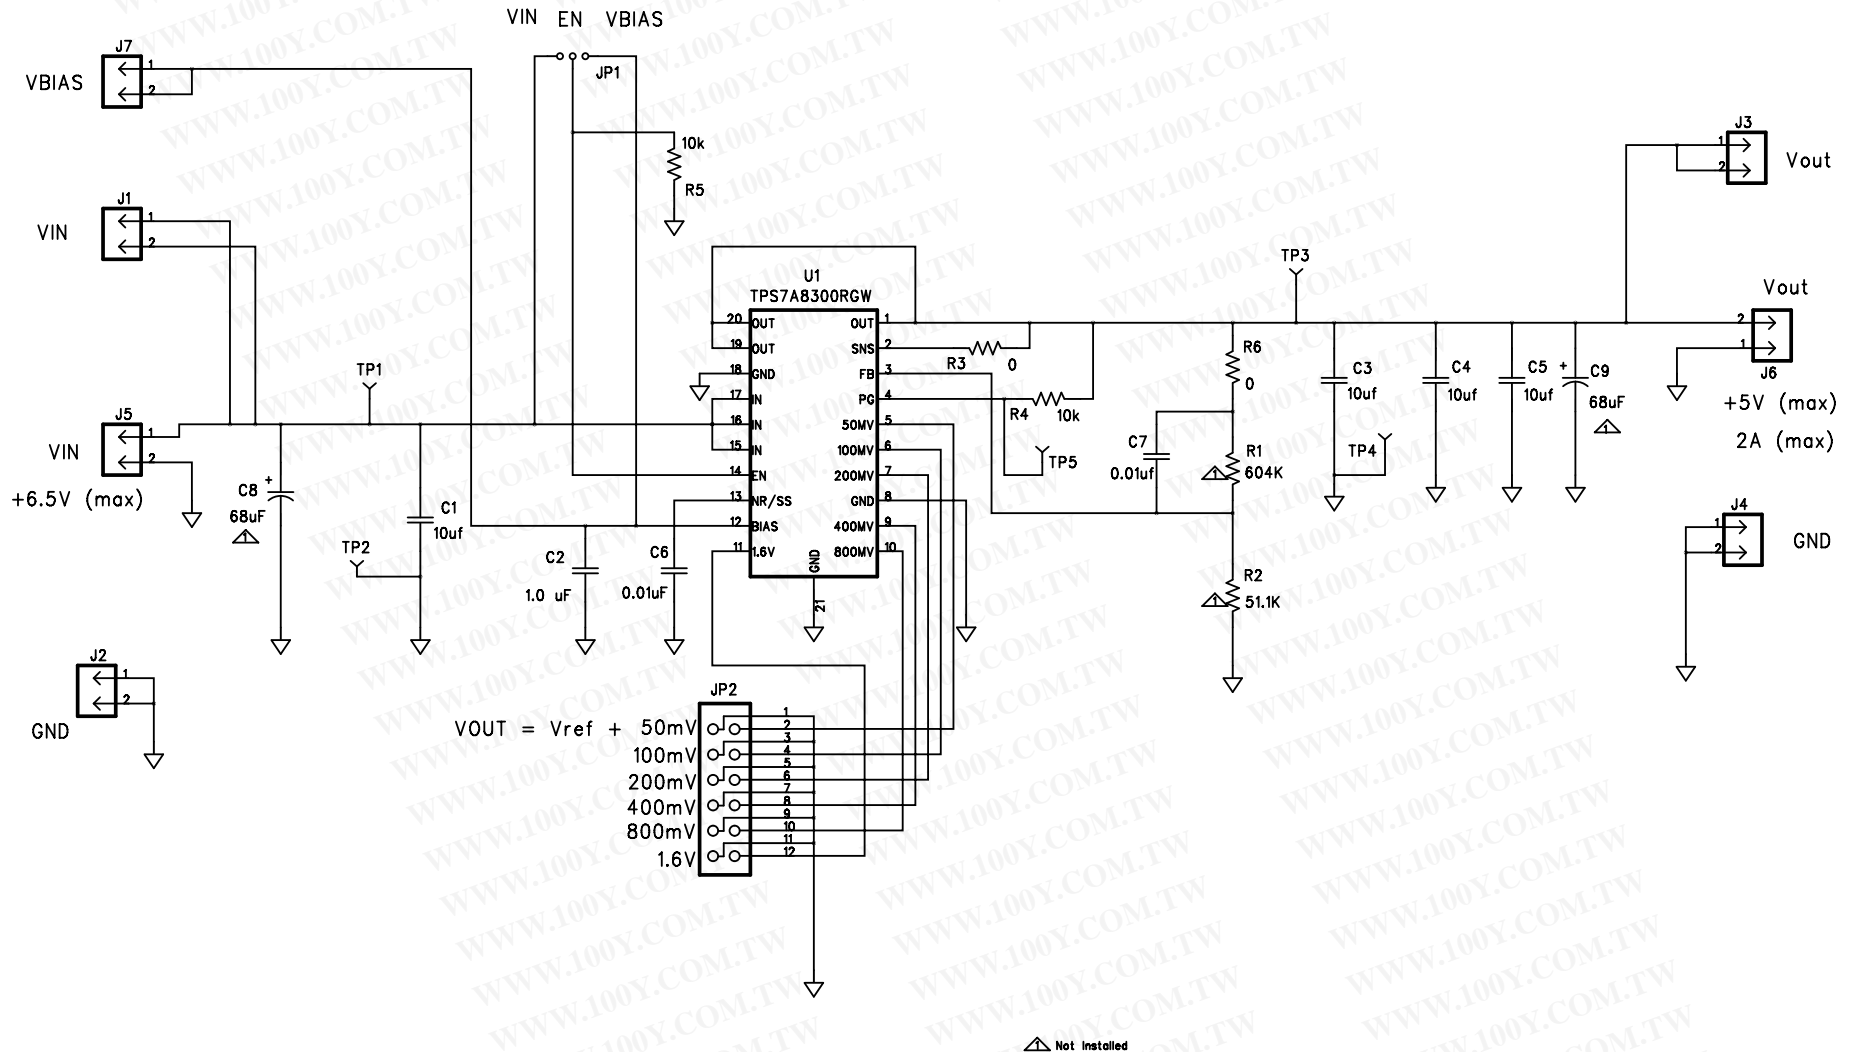 VIN EN VBIAS
JP1
J7
VBIAS
1
2
10k
R5
J1
VIN
1
2
J3
1
2
Vout
U1
TPS7A8300RGW
20 OUT OUT 1
19 OUT SNS 2
18 GND FB 3
17 IN PG 4
16 IN 50MV 5
15 IN 100MV 6
14 EN 200MV 7
13 NR/SS GND 8
12 BIAS 400MV 9
11 1.6V 800MV 10
GND
21
TP1
TP3
R3 0
R4 10k
TP5
R6
0
C7
0.01uf
1 R1
604K
1 R2
51.1K
C3
10uf
TP4
C4
10uf
C5
10uf
+ C9
68uF
1
Vout
2
1
J6
+5V (max)
2A (max)
J5
VIN
1
2
+6.5V (max)
C8 +
68uF
1
C1
10uf
TP2
C2
1.0 uF
C6
0.01uF
J4
1
2
GND
J2
1
2
GND
JP2
VOUT = Vref + 50mV
100mV
200mV
400mV
800mV
1.6V
1
2
3
4
5
6
7
8
9
10
11
12
1 Not Installed
WWW.100Y.COM.TW